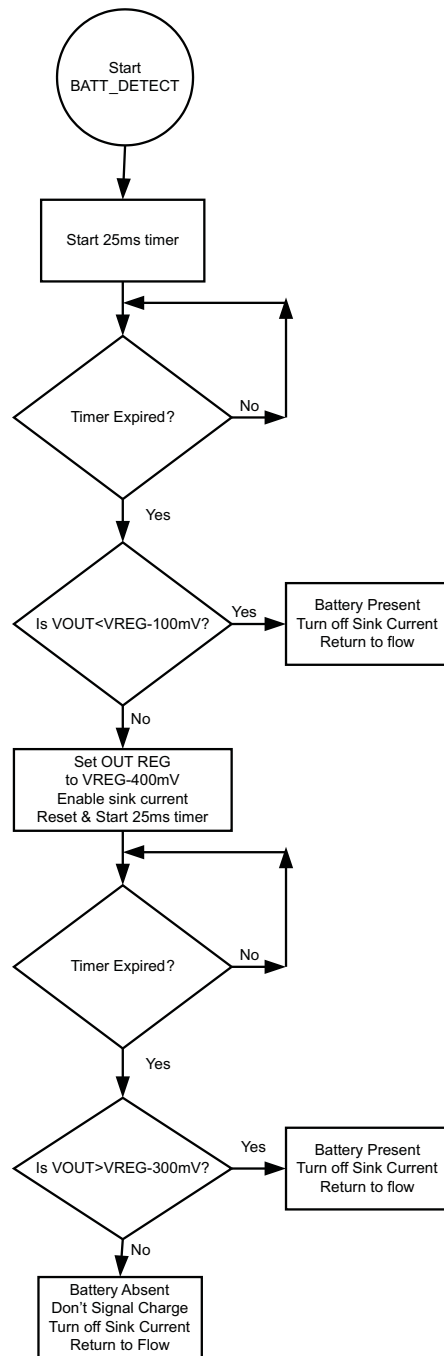 Start
BATT_DETECT
Start 25ms timer
Timer Expired?
No
Yes
Is VOUT<VREG-100mV?
Yes
Battery Present
Turn off Sink Current
Return to flow
No
Set OUT REG
to VREG-400mV
Enable sink current
Reset & Start 25ms timer
Timer Expired?
No
Yes
Is VOUT>VREG-300mV?
Yes
Battery Present
Turn off Sink Current
Return to flow
No
Battery Absent
Don't Signal Charge
Turn off Sink Current
Return to Flow